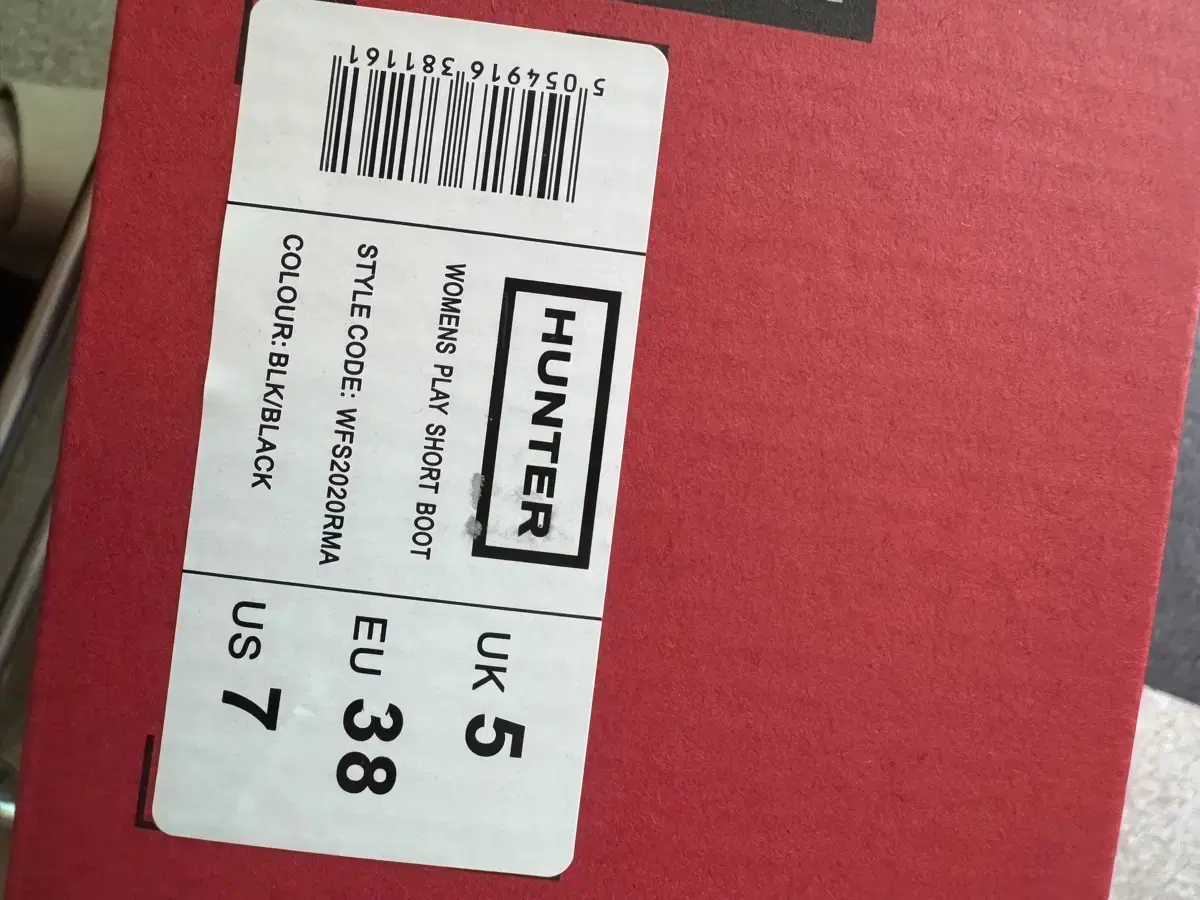 5 054916 381161
HUNTER
WOMENS PLAY SHORT BOOT
STYLE CODE: WFS2020RMA
COLOUR: BLK/BLACK
UK 5
EU 38
US 7